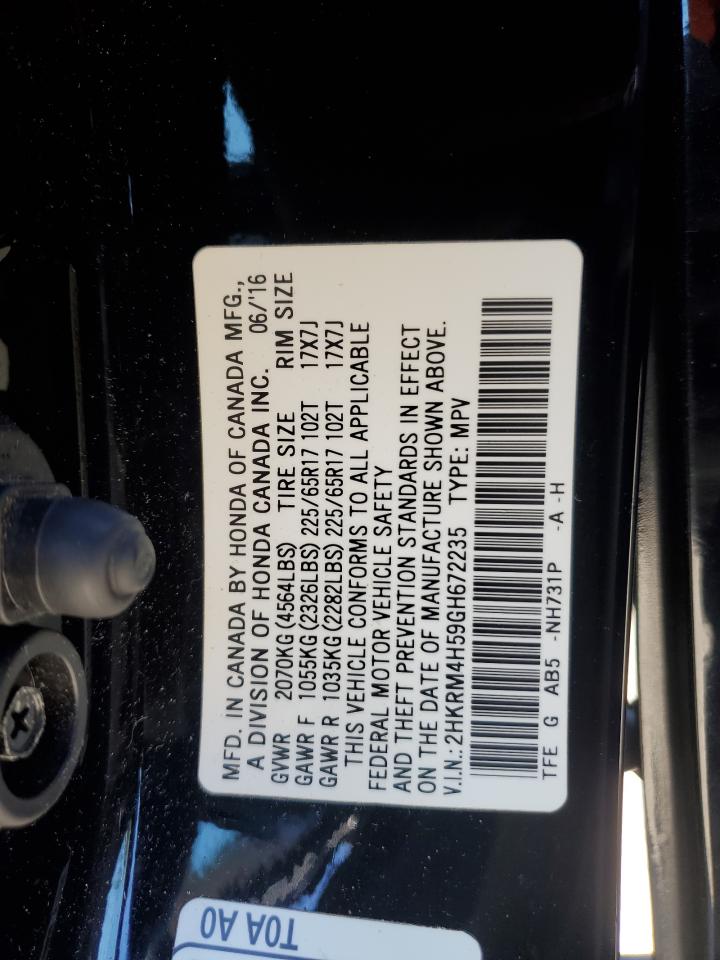 MFD. IN CANADA BY HONDA OF CANADA MFG.,
A DIVISION OF HONDA CANADA INC. 06/'16
GVWR 2070KG (4564LBS) TIRE SIZE RIM SIZE
GAWR F 1055KG (2326LBS) 225/65R17 102T 17X7J
GAWR R 1035KG (2282LBS) 225/65R17 102T 17X7J
THIS VEHICLE CONFORMS TO ALL APPLICABLE
FEDERAL MOTOR VEHICLE SAFETY
AND THEFT PREVENTION STANDARDS IN EFFECT
ON THE DATE OF MANUFACTURE SHOWN ABOVE.
V.I.N.: 2HKRM4H59GH672235 TYPE: MPV
TFE G AB5 -NH731P -A -H
T0A A0